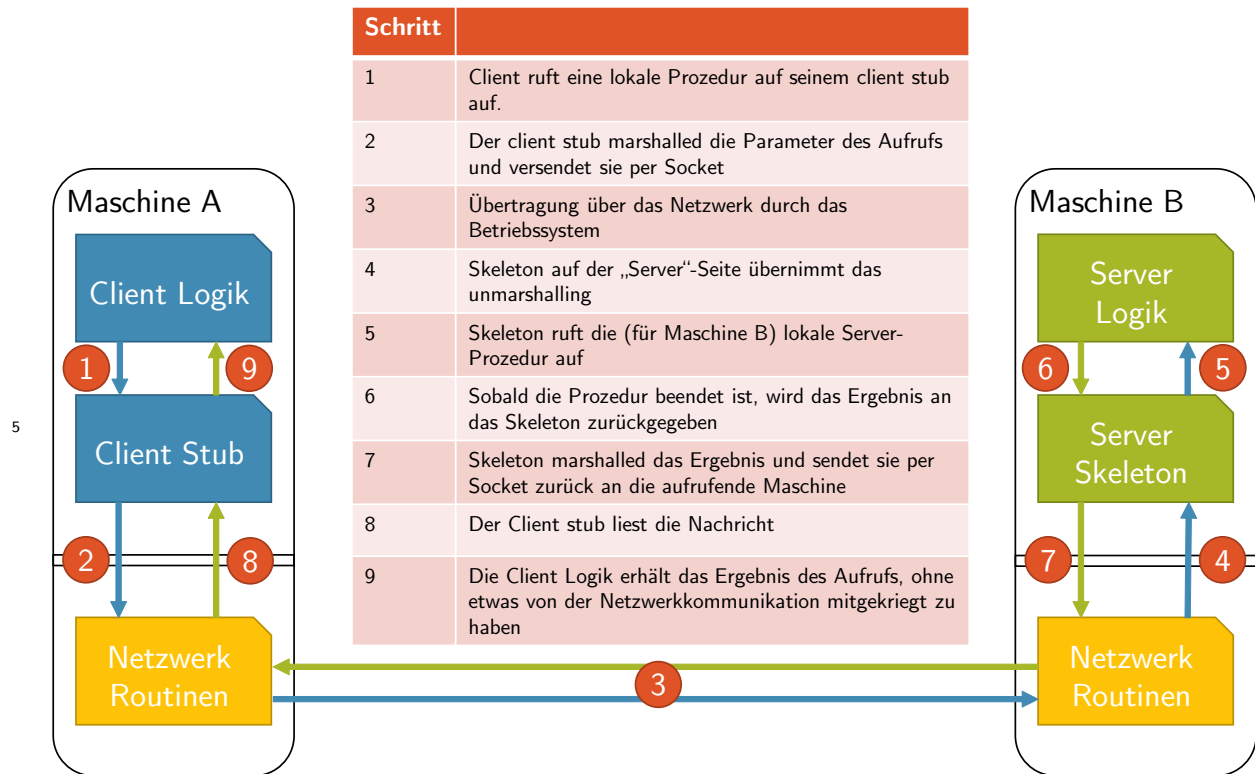 Schritt
1 Client ruft eine lokale Prozedur auf seinem client stub
auf.
2 Der client stub marshalled die Parameter des Aufrufs
und versendet sie per Socket
3 Übertragung über das Netzwerk durch das
Betriebssystem
4 Skeleton auf der „Server“-Seite übernimmt das
unmarshalling
5 Skeleton ruft die (für Maschine B) lokale Server-
Prozedur auf
6 Sobald die Prozedur beendet ist, wird das Ergebnis an
das Skeleton zurückgegeben
7 Skeleton marshalled das Ergebnis und sendet sie per
Socket zurück an die aufrufende Maschine
8 Der Client stub liest die Nachricht
9 Die Client Logik erhält das Ergebnis des Aufrufs, ohne
etwas von der Netzwerkkommunikation mitgekriegt zu
haben
5
Maschine A
Client Logik
1 9
Client Stub
2 8
Netzwerk
Routinen
3
Maschine B
Server
Logik
6 5
Server
Skeleton
7 4
Netzwerk
Routinen